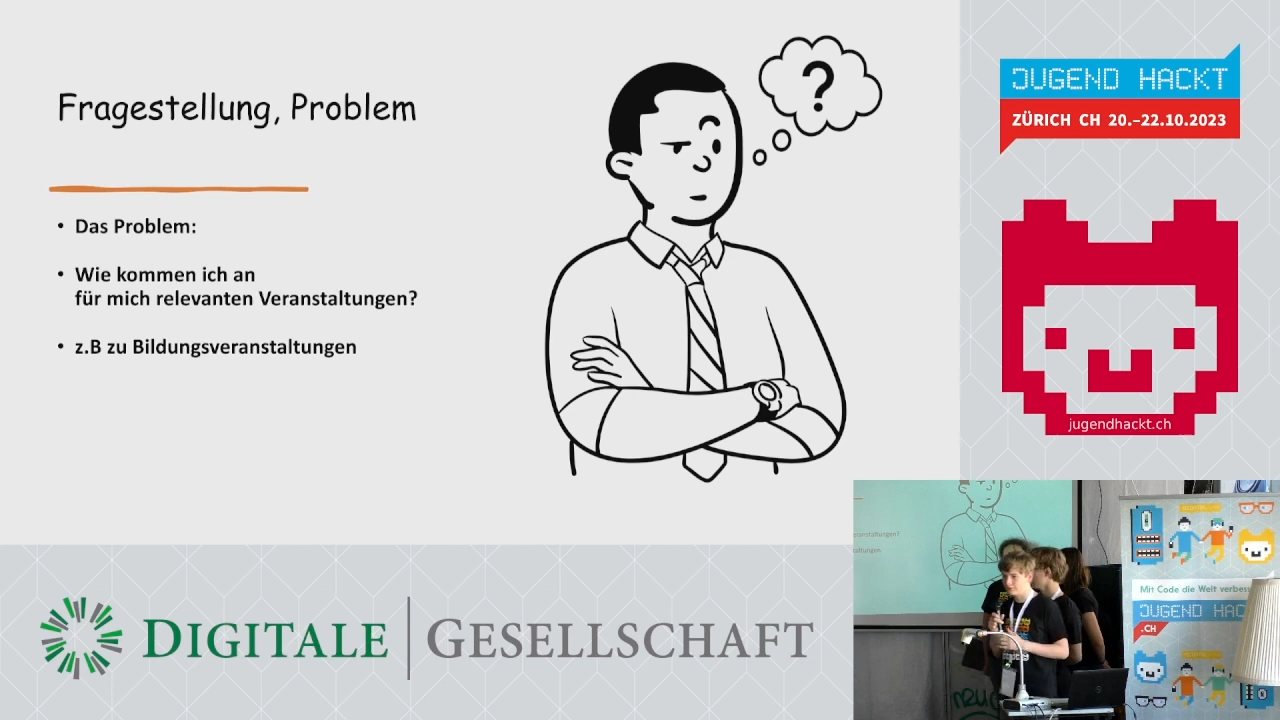 Fragestellung, Problem
• Das Problem:
• Wie kommen ich an
für mich relevanten Veranstaltungen?
• z.B zu Bildungsveranstaltungen
?
JUGEND HACKT
ZÜRICH CH 20.–22.10.2023
jugendhackt.ch
DIGITALE GESELLSCHAFT
Mit Code die Welt verbess
JUGEND HAC
.CH